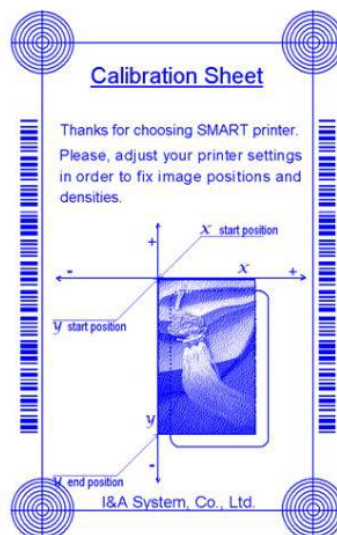 Calibration Sheet
Thanks for choosing SMART printer.
Please, adjust your printer settings
in order to fix image positions and
densities.
x start position
+
- x +
y start position
y
-
y end position
I&A System, Co., Ltd.